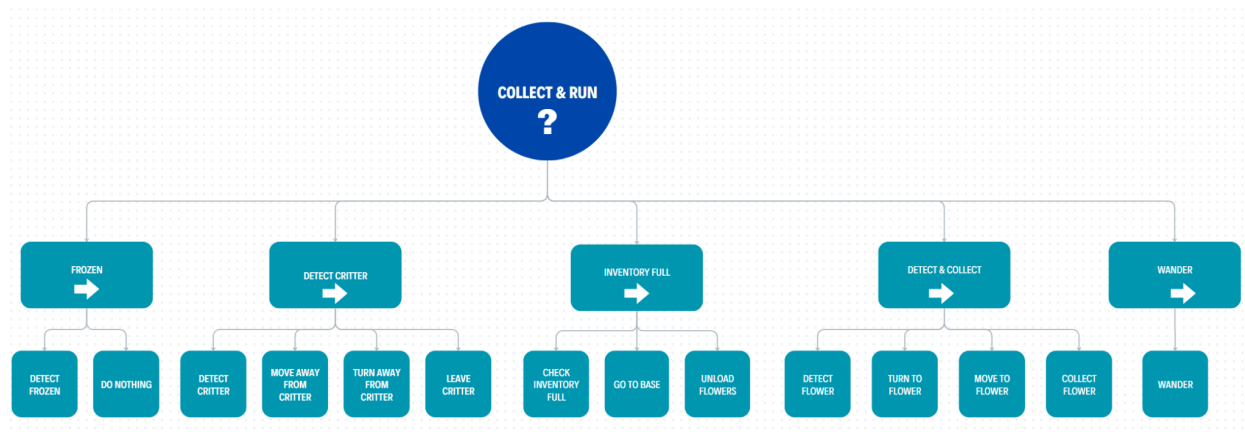 COLLECT & RUN
?
FROZEN
DETECT CRITTER
INVENTORY FULL
DETECT & COLLECT
WANDER
DETECT
FROZEN
DO NOTHING
DETECT
CRITTER
MOVE AWAY
FROM
CRITTER
TURN AWAY
FROM
CRITTER
LEAVE
CRITTER
CHECK
INVENTORY
FULL
GO TO BASE
UNLOAD
FLOWERS
DETECT
FLOWER
TURN TO
FLOWER
MOVE TO
FLOWER
COLLECT
FLOWER
WANDER